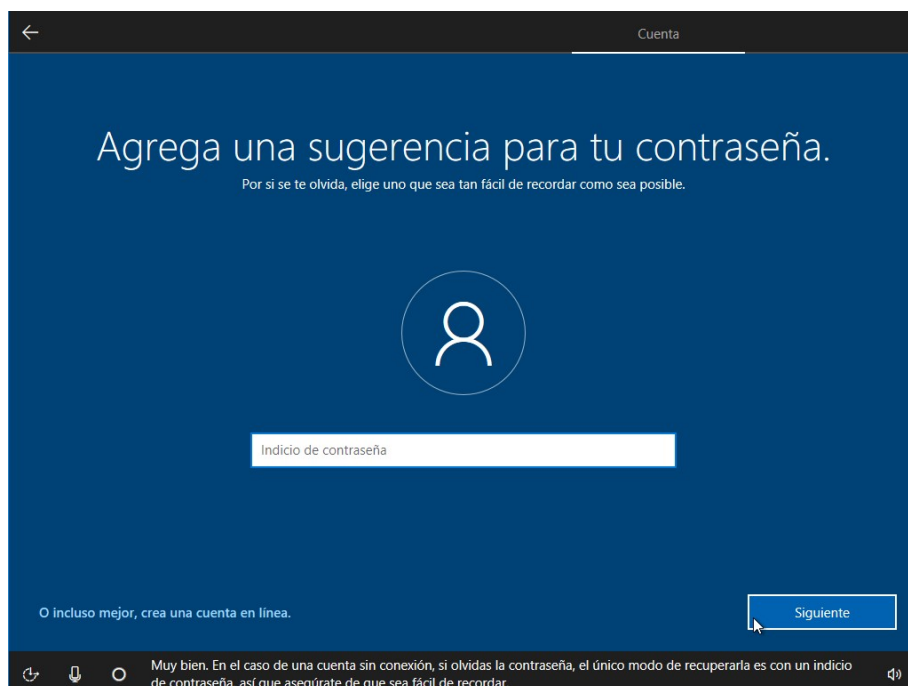 Cuenta
Agrega una sugerencia para tu contraseña.
Por si se te olvida, elige uno que sea tan fácil de recordar como sea posible.
Indicio de contraseña
O incluso mejor, crea una cuenta en línea.
Siguiente
Muy bien. En el caso de una cuenta sin conexión, si olvidas la contraseña, el único modo de recuperarla es con un indicio
de contraseña, así que asegúrate de que sea fácil de recordar.